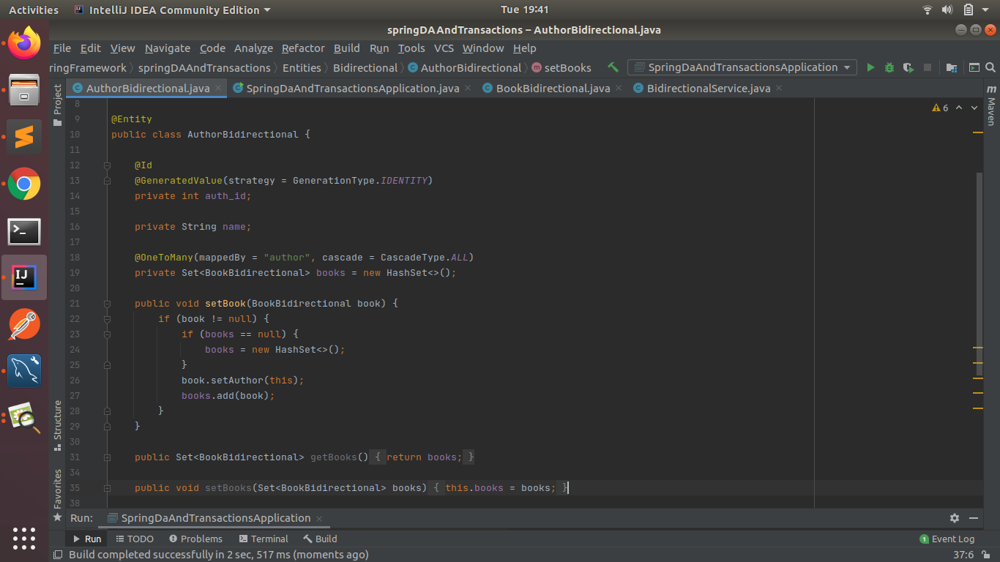 Activities IntelliJ IDEA Community Edition Tue 19:41
springDAAndTransactions – AuthorBidirectional.java
File Edit View Navigate Code Analyze Refactor Build Run Tools VCS Window Help
ringFramework springDAAndTransactions Entities Bidirectional AuthorBidirectional setBooks SpringDaAndTransactionsApplication
AuthorBidirectional.java SpringDaAndTransactionsApplication.java BookBidirectional.java BidirectionalService.java
Project
Structure
Favorites
m Maven
6
8
9 @Entity
10 public class AuthorBidirectional {
11
12 @Id
13 @GeneratedValue(strategy = GenerationType.IDENTITY)
14 private int auth_id;
15
16 private String name;
17
18 @OneToMany(mappedBy = "author", cascade = CascadeType.ALL)
19 private Set<BookBidirectional> books = new HashSet<>();
20
21 public void setBook(BookBidirectional book) {
22 if (book != null) {
23 if (books == null) {
24 books = new HashSet<>();
25 }
26 book.setAuthor(this);
27 books.add(book);
28 }
29 }
30
31 public Set<BookBidirectional> getBooks() { return books; }
34
35 public void setBooks(Set<BookBidirectional> books) { this.books = books; }
38
Run: SpringDaAndTransactionsApplication
Run TODO Problems Terminal Build 1 Event Log
Build completed successfully in 2 sec, 517 ms (moments ago) 37:6